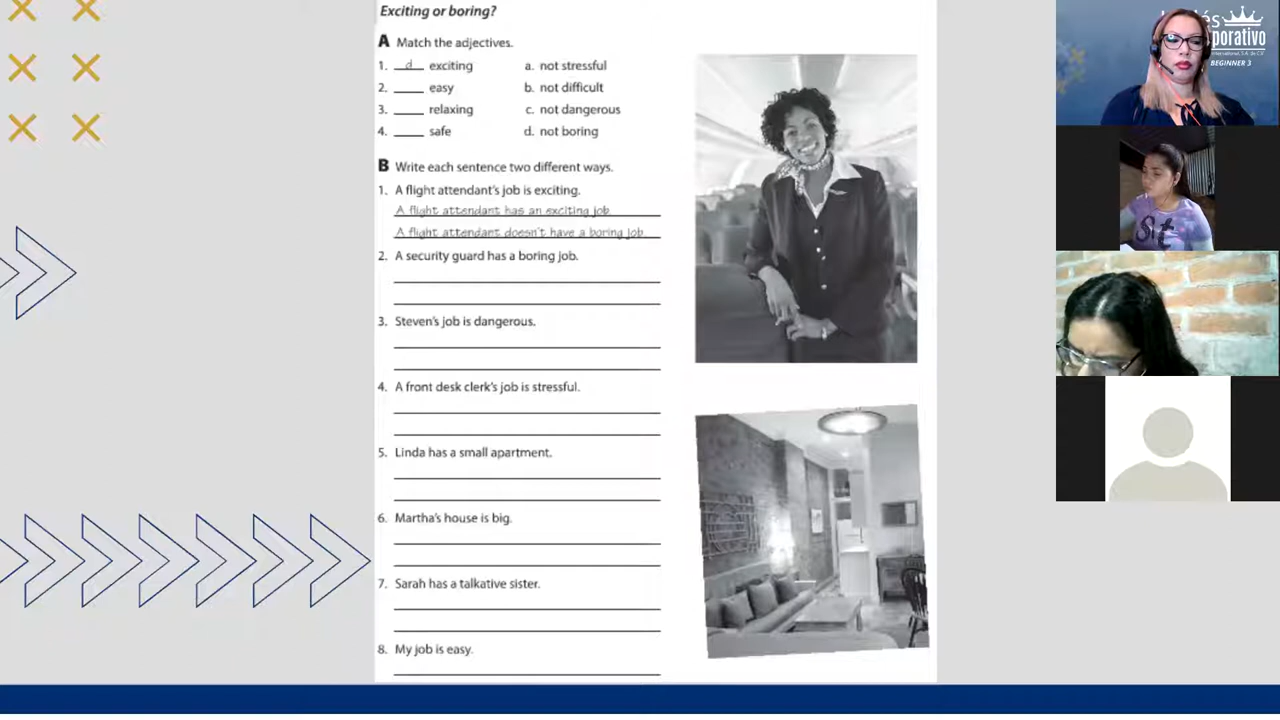 Exciting or boring?
A Match the adjectives.
1. d exciting a. not stressful
2. ____ easy b. not difficult
3. ____ relaxing c. not dangerous
4. ____ safe d. not boring
B Write each sentence two different ways.
1. A flight attendant's job is exciting.
A flight attendant has an exciting job.
A flight attendant doesn't have a boring job.
2. A security guard has a boring job.
3. Steven's job is dangerous.
4. A front desk clerk's job is stressful.
5. Linda has a small apartment.
6. Martha's house is big.
7. Sarah has a talkative sister.
8. My job is easy.
BEGINNER 3